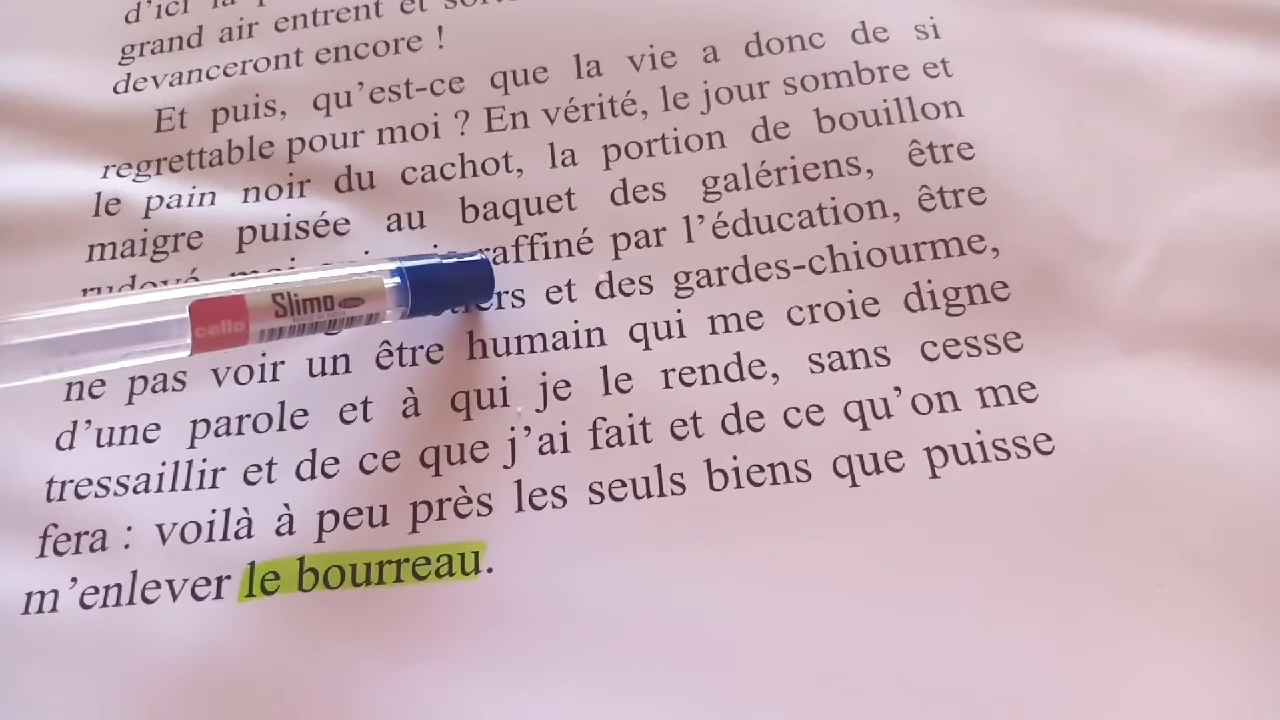 d'ici la
grand air entrent et
devanceront encore !
Et puis, qu'est-ce que la vie a donc de si
regrettable pour moi ? En vérité, le jour sombre et
le pain noir du cachot, la portion de bouillon
maigre puisée au baquet des galériens, être
raffiné par l'éducation, être
et des gardes-chiourme,
ne pas voir un être humain qui me croie digne
d'une parole et à qui je le rende, sans cesse
tressaillir et de ce que j'ai fait et de ce qu'on me
fera : voilà à peu près les seuls biens que puisse
m'enlever le bourreau.
cello
Slimo